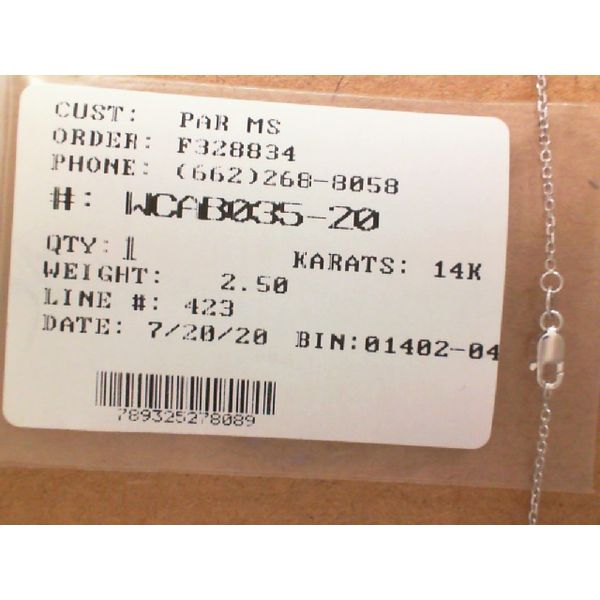 CUST: PAR MS
ORDER: F328834
PHONE: (662)268-8058
#: WCAB035-20
QTY: 1 KARATS: 14K
WEIGHT: 2.50
LINE #: 423
DATE: 7/20/20 BIN:01402-04
789325278089